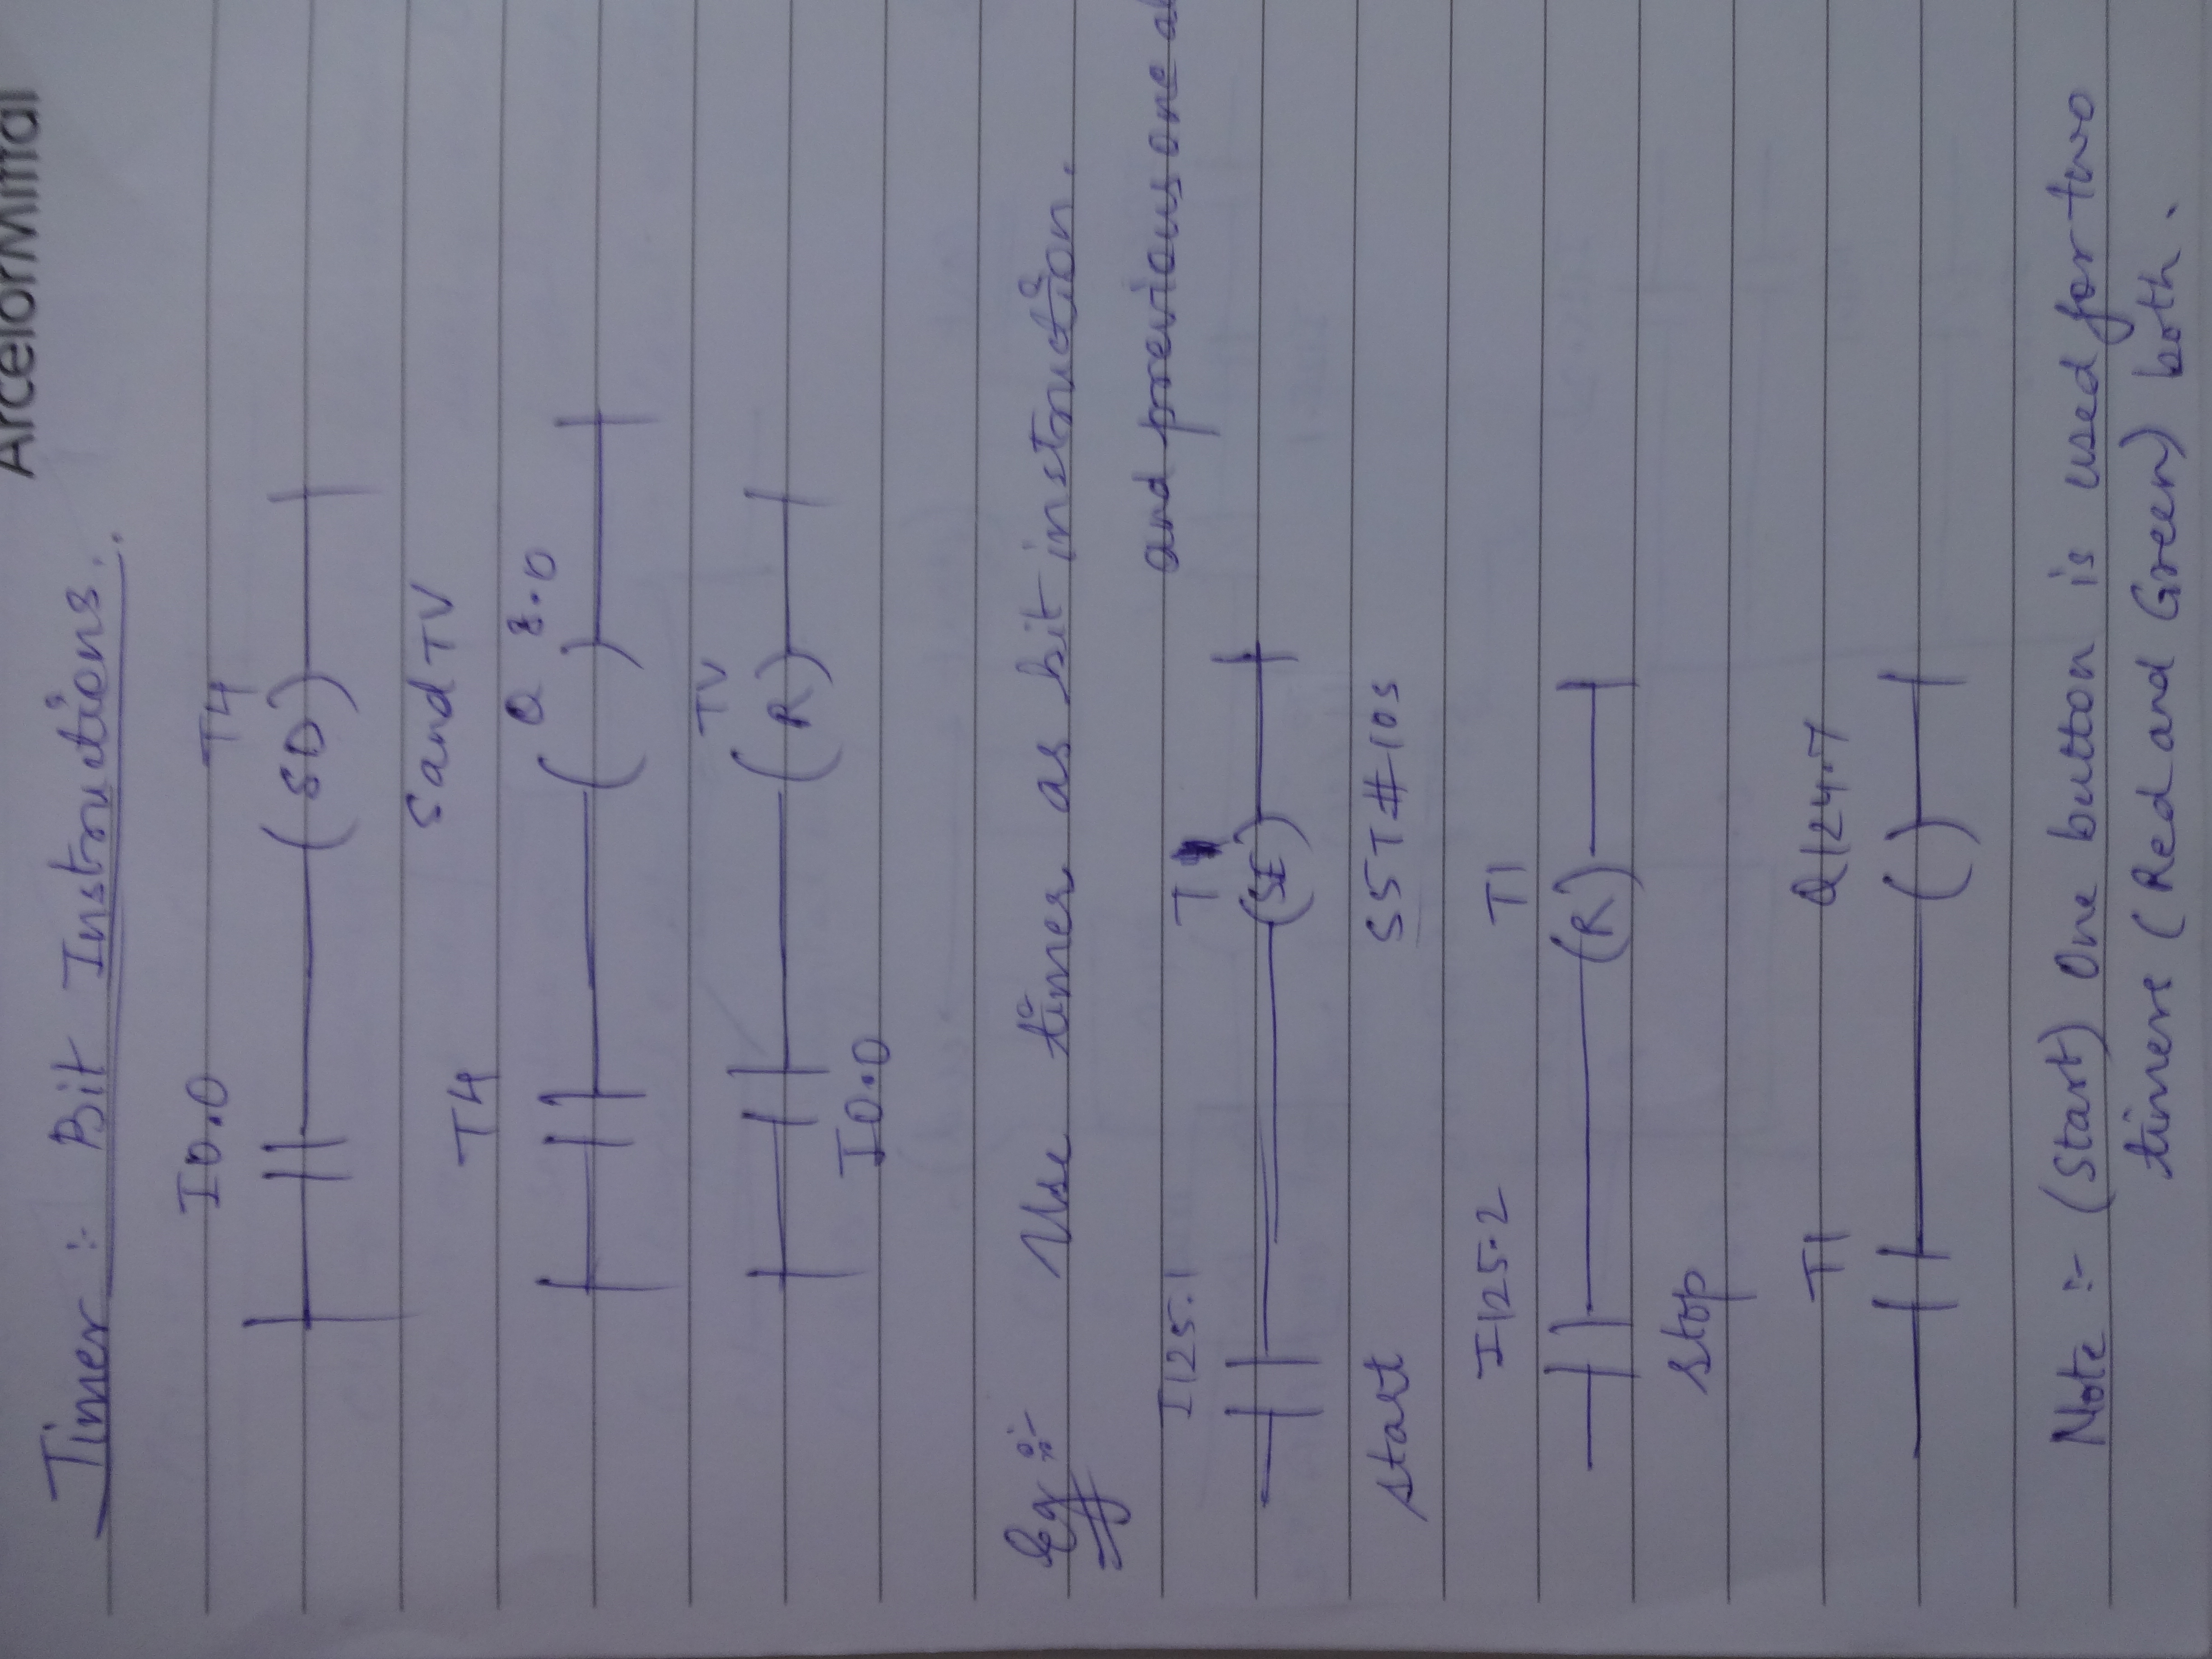 ArcelorMittal
Timer :- Bit Instructions :
I0.0 T4
(SD)
S and TV
T4 Q 8.0
( )
TV
(R)
I0.0
Eg :- Use timer as bit instruction.
and previous one al
I125.1 T
(SE)
Start S5T#10s
I125.2 T1
(R)
Stop
T1 Q124.7
( )
Note :- (Start) One button is used for two
timers (Red and Green) both.